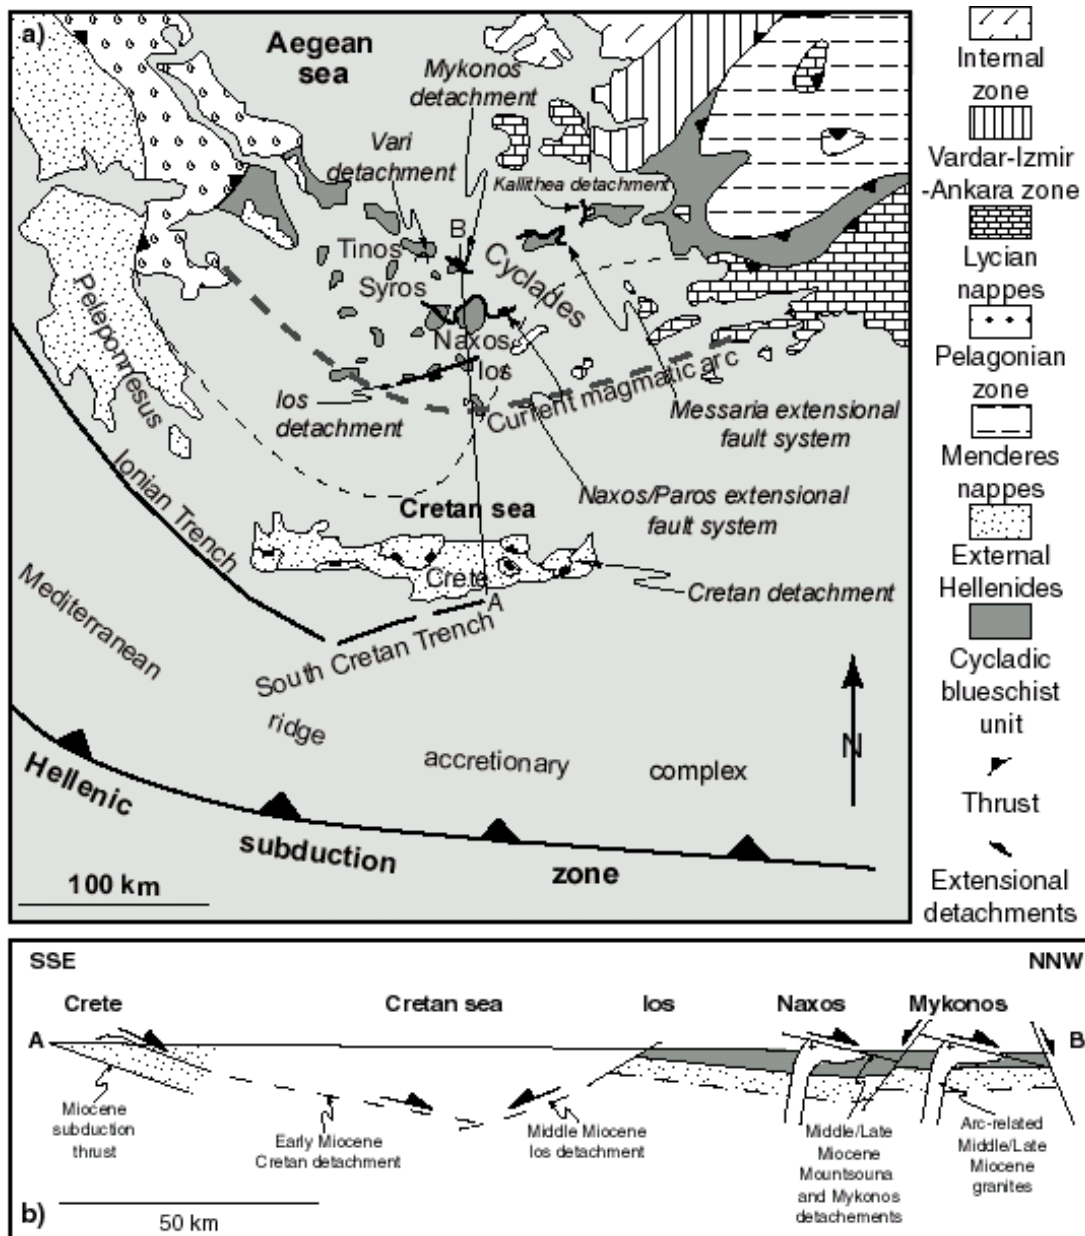 a)
Aegean
sea
Mykonos
detachment
Vari
detachment
Kallithea detachment
B
Tinos
Cyclades
Syros
Naxos
Ios
Peleponnesus
Ios
detachment
Current magmatic arc
Messaria extensional
fault system
Ionian Trench
Cretan sea
Naxos/Paros extensional
fault system
Crete
Cretan detachment
A
Mediterranean
South Cretan Trench
ridge
accretionary
complex
N
Hellenic
subduction
zone
100 km
Internal
zone
Vardar-Izmir
-Ankara zone
Lycian
nappes
Pelagonian
zone
Menderes
nappes
External
Hellenides
Cycladic
blueschist
unit
Thrust
Extensional
detachments
SSE
NNW
Crete
Cretan sea
Ios
Naxos
Mykonos
A
B
Miocene
subduction
thrust
Early Miocene
Cretan detachment
Middle Miocene
Ios detachment
Middle/Late
Miocene
Mountsouna
and Mykonos
detachements
Arc-related
Middle/Late
Miocene
granites
b)
50 km